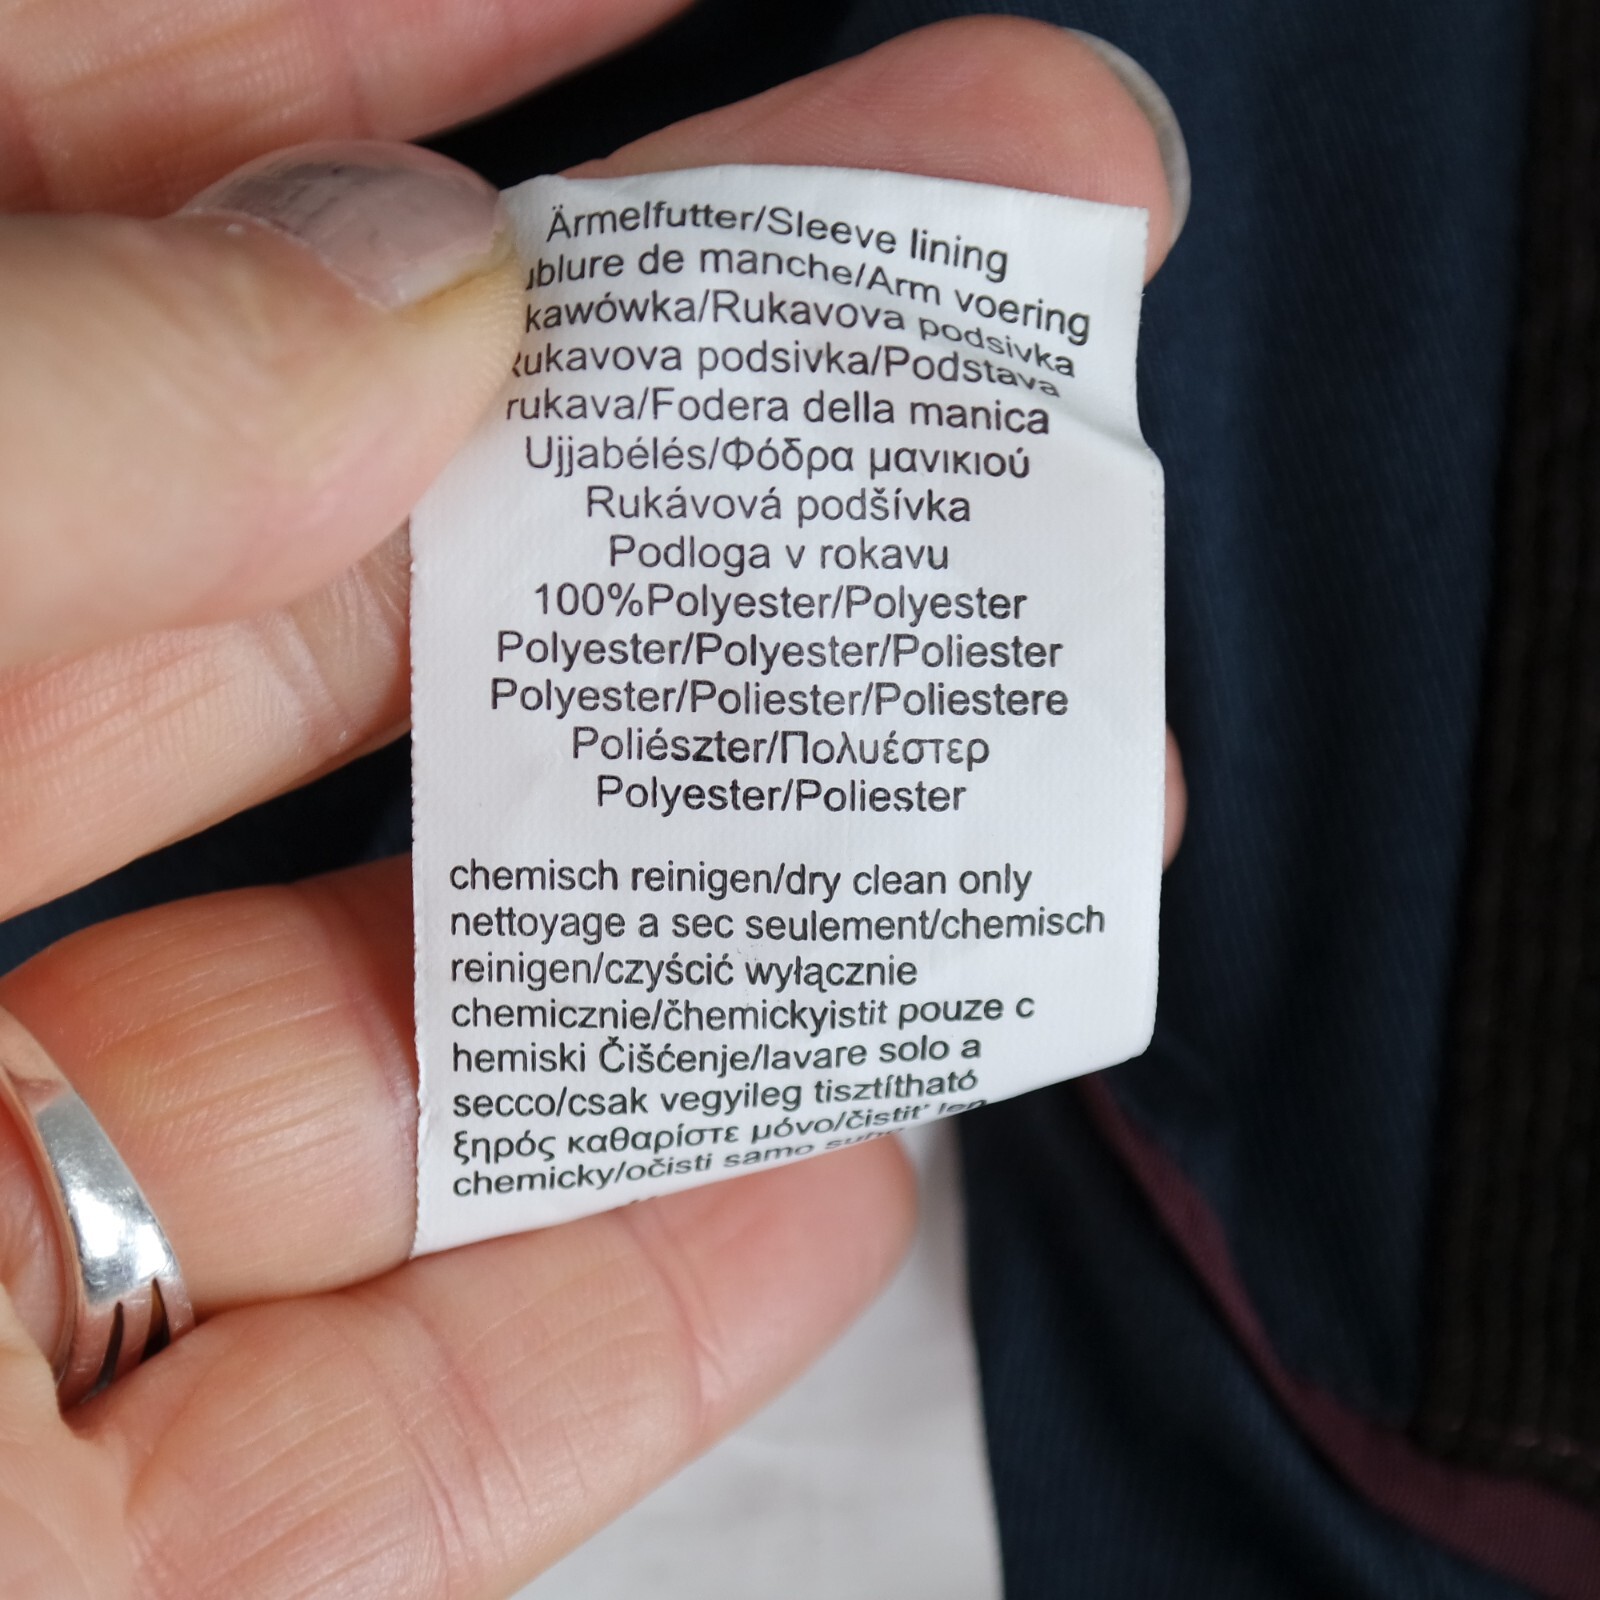 Ärmelfutter/Sleeve lining
de manche/Arm voering
kawówka/Rukavova podsivka
Rukavova podsivka/Podstava
rukava/Fodera della manica
Ujjabélés/Φόδρα μανικιού
Rukávová podšívka
Podloga v rokavu
100%Polyester/Polyester
Polyester/Polyester/Poliester
Polyester/Poliester/Poliestere
Poliészter/Πολυέστερ
Polyester/Poliester
chemisch reinigen/dry clean only
nettoyage a sec seulement/chemisch
reinigen/czyścić wyłącznie
chemicznie/čhemickyistit pouze c
hemiski Čišćenje/lavare solo a
secco/csak vegyileg tisztítható
ξηρός καθαρίστε μόνο/čistit' len
chemicky/očisti samo